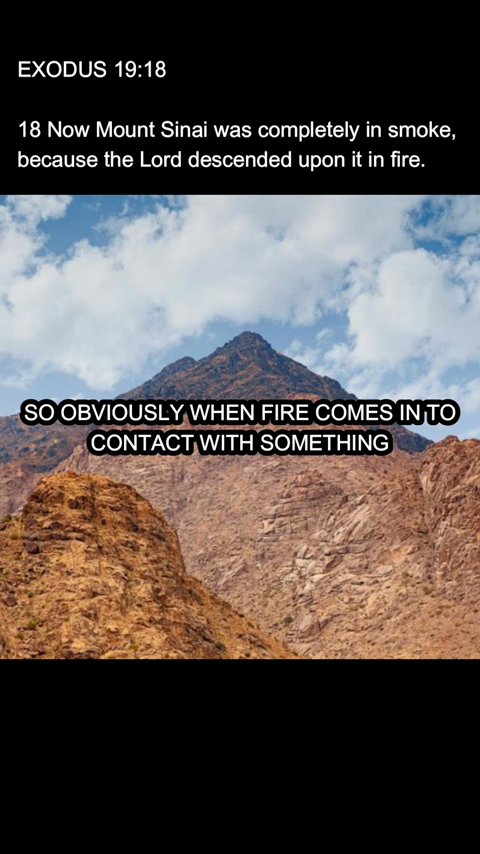 EXODUS 19:18
18 Now Mount Sinai was completely in smoke,
because the Lord descended upon it in fire.
SO OBVIOUSLY WHEN FIRE COMES IN TO
CONTACT WITH SOMETHING